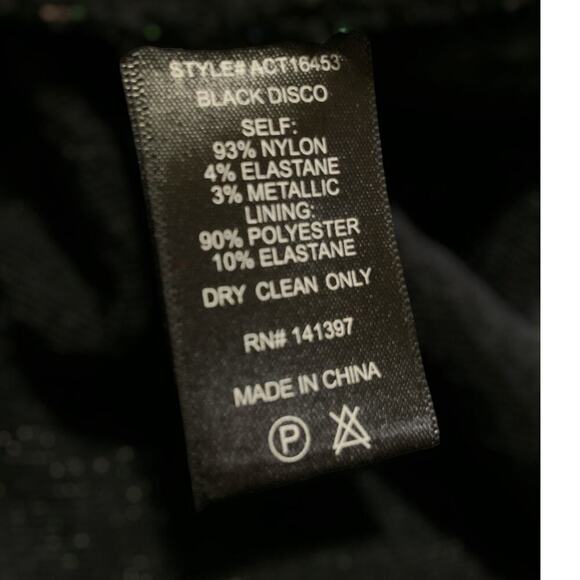 STYLE# ACT16453
BLACK DISCO
SELF:
93% NYLON
4% ELASTANE
3% METALLIC
LINING:
90% POLYESTER
10% ELASTANE
DRY CLEAN ONLY
RN# 141397
MADE IN CHINA
P